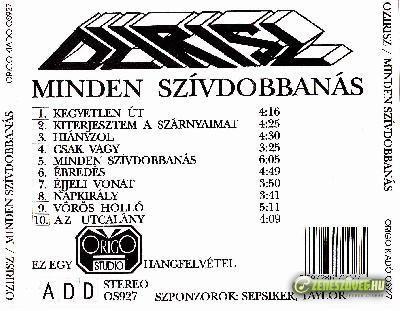 OZIRISZ
MINDEN SZÍVDOBBANÁS
1. KEGYETLEN ÚT 4:16
2. KITERJESZTEM A SZÁRNYAIMAT 4:25
3. HIÁNYZOL 4:30
4. CSAK VAGY 3:25
5. MINDEN SZÍVDOBBANÁS 6:05
6. ÉBREDÉS 4:49
7. ÉJJELI VONAT 3:50
8. NAPKIRÁLY 3:41
9. VÖRÖS HOLLÓ 5:11
10. AZ UTCALÁNY 4:09
EZ EGY ORIGO STUDIO HANGFELVÉTEL
ADD STEREO
OS927
SZPONZOROK: SEPSIKER, TAYLOR
ZENESZÖVEG.HU
ORIGO KIADÓ OS927
OZIRISZ / MINDEN SZÍVDOBBANÁS
OZIRISZ / MINDEN SZÍVDOBBANÁS
ORIGO KIADÓ OS927